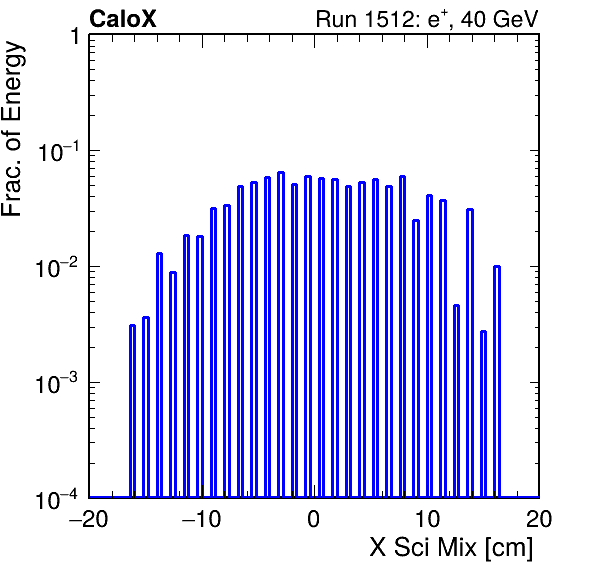 CaloX Run 1512: e⁺, 40 GeV
Frac. of Energy
1
10⁻¹
10⁻²
10⁻³
10⁻⁴
−20 −10 0 10 20
X Sci Mix [cm]